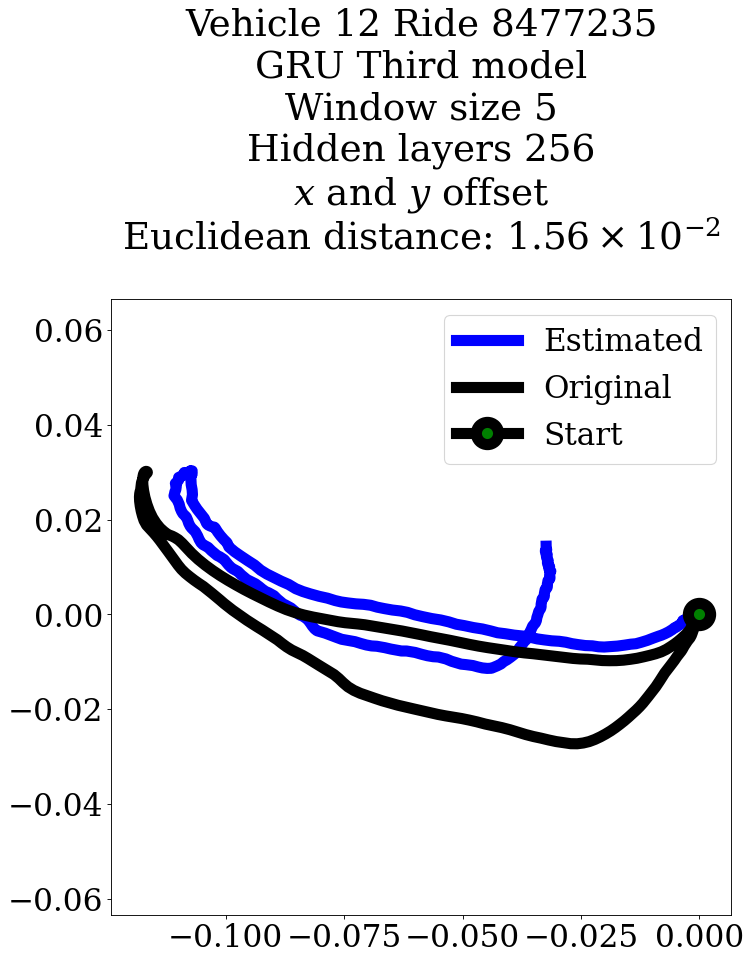 Vehicle 12 Ride 8477235
GRU Third model
Window size 5
Hidden layers 256
x and y offset
Euclidean distance: 1.56 × 10⁻²
Estimated
Original
Start
0.06
0.04
0.02
0.00
−0.02
−0.04
−0.06
−0.100 −0.075 −0.050 −0.025 0.000